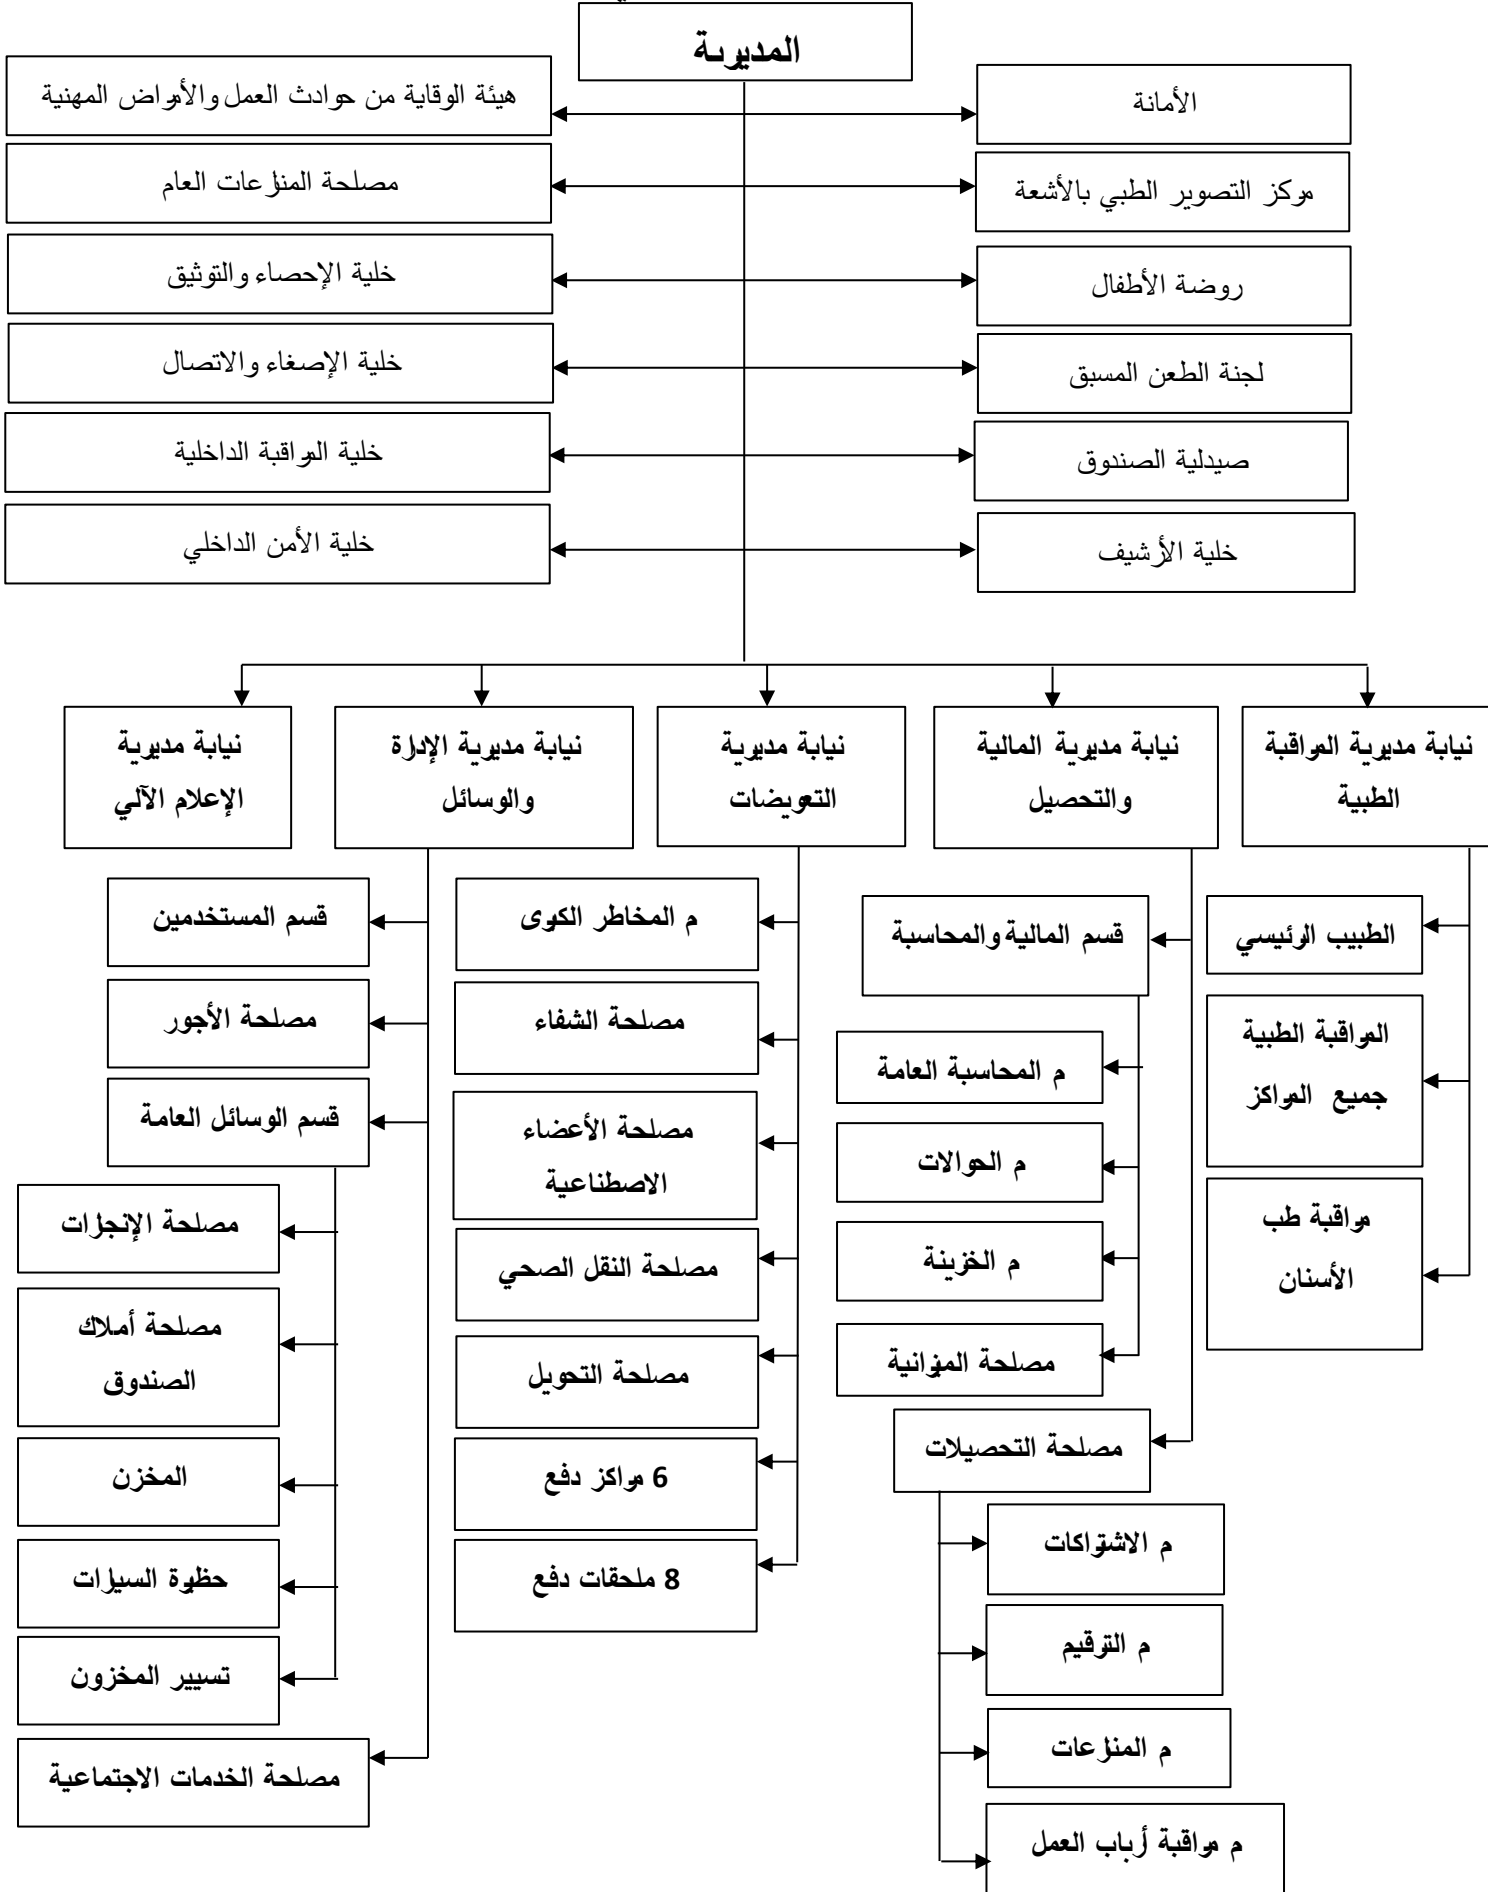 المديرية
الأمانة
هيئة الوقاية من حوادث العمل والأمراض المهنية
مركز التصوير الطبي بالأشعة
مصلحة المنازعات العام
روضة الأطفال
خلية الإحصاء والتوثيق
لجنة الطعن المسبق
خلية الإصغاء والاتصال
صيدلية الصندوق
خلية المراقبة الداخلية
خلية الأرشيف
خلية الأمن الداخلي
نيابة مديرية المراقبة
الطبية
نيابة مديرية المالية
والتحصيل
نيابة مديرية
التعويضات
نيابة مديرية الإدارة
والوسائل
نيابة مديرية
الإعلام الآلي
الطبيب الرئيسي
المراقبة الطبية
جميع المراكز
مراقبة طب
الأسنان
قسم المالية والمحاسبة
م المحاسبة العامة
م الحوالات
م الخزينة
مصلحة الميزانية
مصلحة التحصيلات
م الاشتراكات
م الترقيم
م المنازعات
م مراقبة أرباب العمل
م المخاطر الكبرى
مصلحة الشفاء
مصلحة الأعضاء
الاصطناعية
مصلحة النقل الصحي
مصلحة التحويل
6 مراكز دفع
8 ملحقات دفع
قسم المستخدمين
مصلحة الأجور
قسم الوسائل العامة
مصلحة الإنجازات
مصلحة أملاك
الصندوق
المخزن
حظيرة السيارات
تسيير المخزون
مصلحة الخدمات الاجتماعية